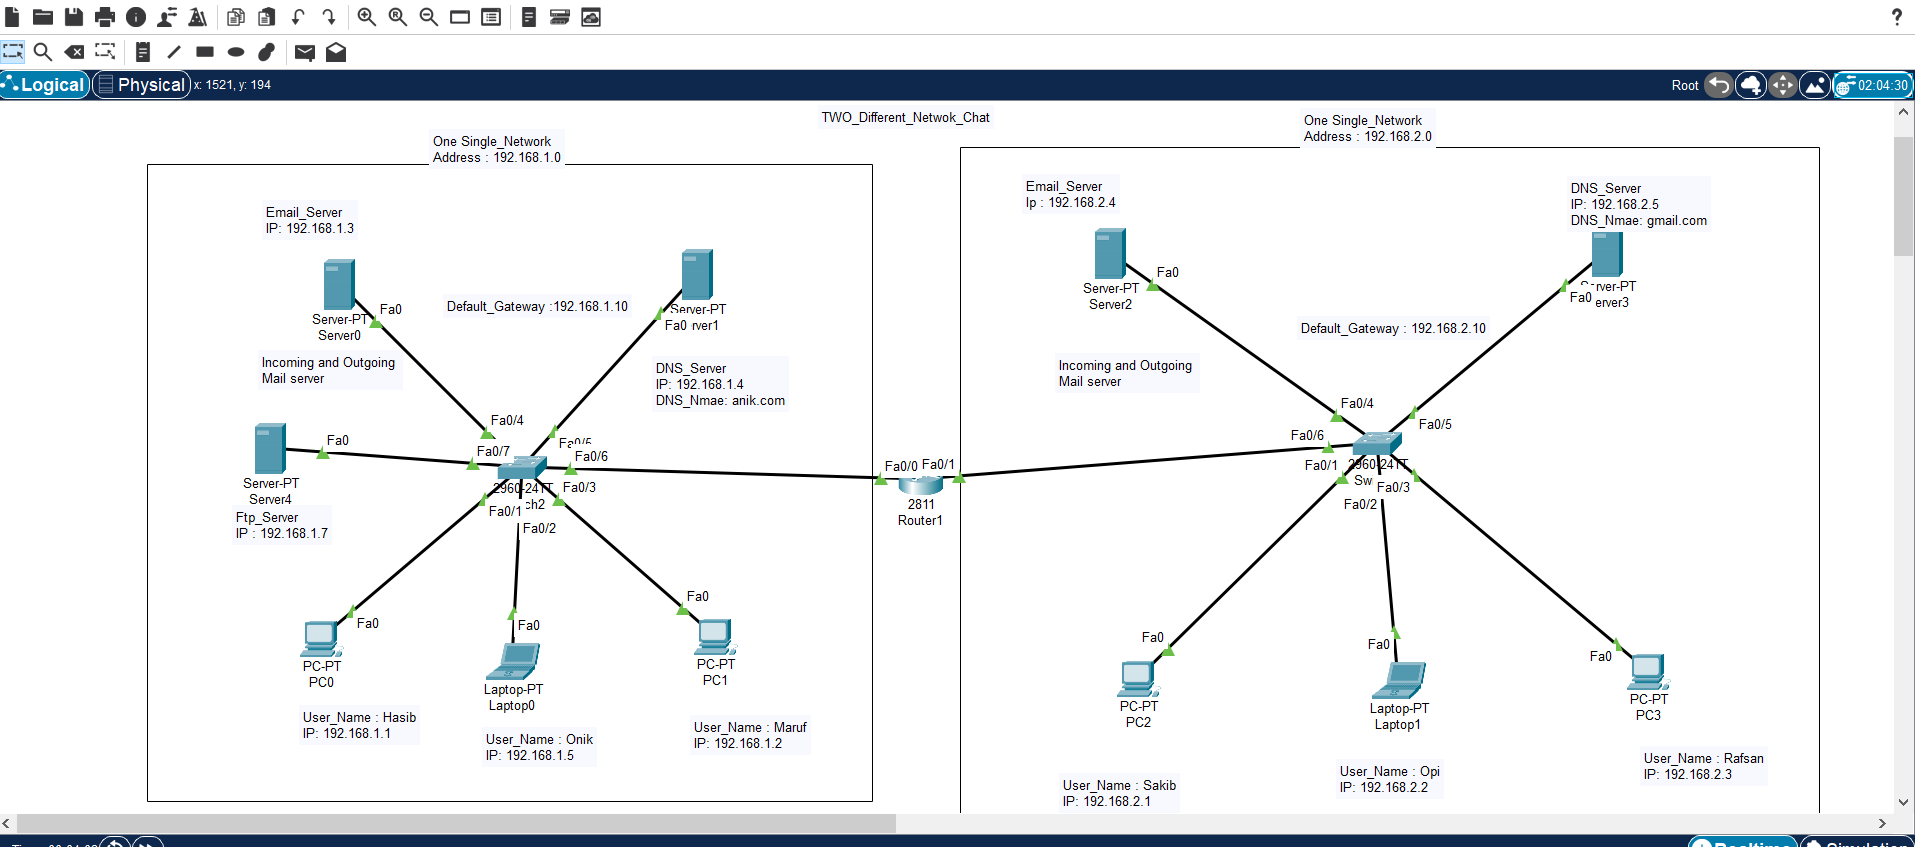 ?
Logical
Physical
x: 1521, y: 194
Root
02:04:30
TWO_Different_Netwok_Chat
One Single_Network
Address : 192.168.1.0
Email_Server
IP: 192.168.1.3
Fa0
Server-PT
Server0
Incoming and Outgoing
Mail server
Default_Gateway :192.168.1.10
Server-PT
Fa0 rver1
DNS_Server
IP: 192.168.1.4
DNS_Nmae: anik.com
Fa0
Server-PT
Server4
Ftp_Server
IP : 192.168.1.7
Fa0/4
Fa0/7
Fa0/5
Fa0/6
2960-24TT
Fa0/3
Fa0/1
ch2
Fa0/2
Fa0
PC-PT
PC0
User_Name : Hasib
IP: 192.168.1.1
Fa0
Laptop-PT
Laptop0
User_Name : Onik
IP: 192.168.1.5
Fa0
PC-PT
PC1
User_Name : Maruf
IP: 192.168.1.2
Fa0/0
Fa0/1
2811
Router1
One Single_Network
Address : 192.168.2.0
Email_Server
Ip : 192.168.2.4
Fa0
Server-PT
Server2
Incoming and Outgoing
Mail server
Default_Gateway : 192.168.2.10
DNS_Server
IP: 192.168.2.5
DNS_Nmae: gmail.com
Server-PT
Fa0 erver3
Fa0/4
Fa0/5
Fa0/6
Fa0/1
2960-24TT
Sw
Fa0/3
Fa0/2
Fa0
PC-PT
PC2
User_Name : Sakib
IP: 192.168.2.1
Fa0
Laptop-PT
Laptop1
User_Name : Opi
IP: 192.168.2.2
Fa0
PC-PT
PC3
User_Name : Rafsan
IP: 192.168.2.3
Realtime
Simulation